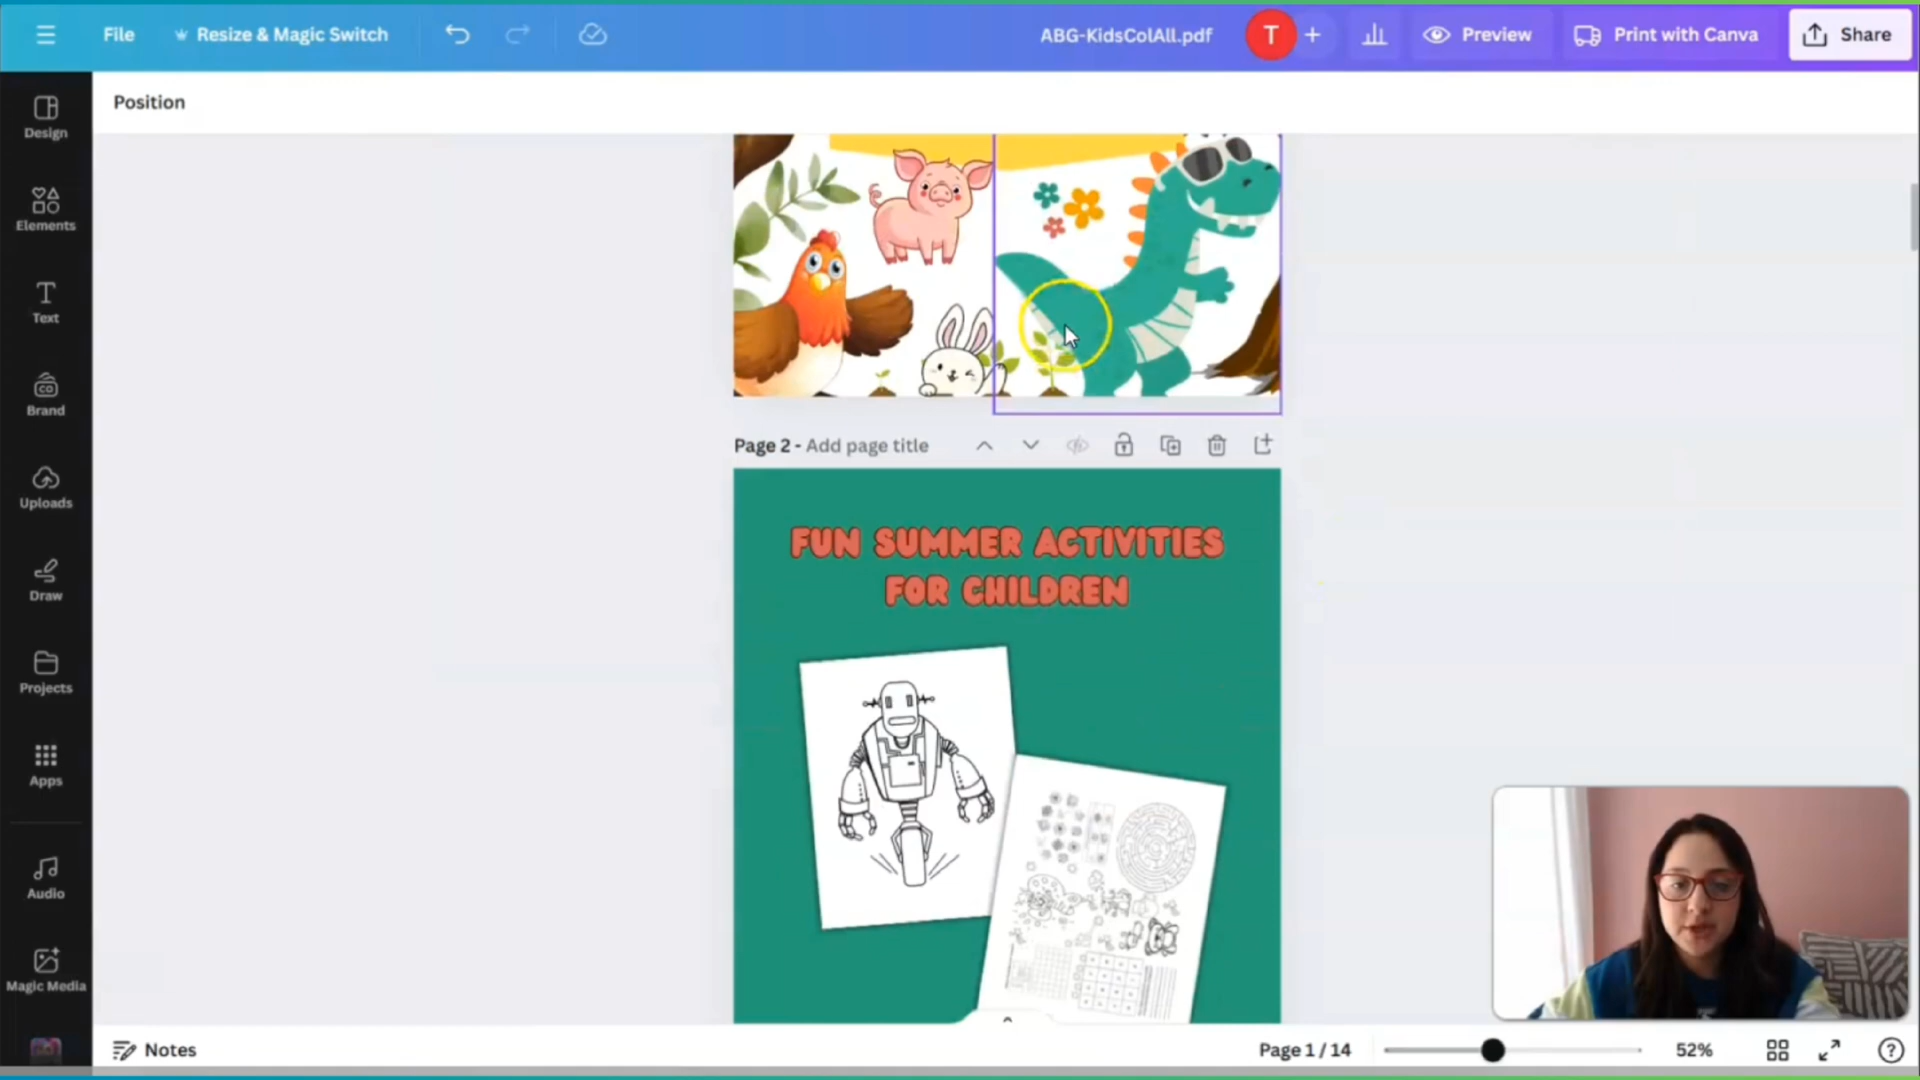 File
Resize & Magic Switch
ABG-KidsColAll.pdf
T
Preview
Print with Canva
Share
Position
Design
Elements
Text
CO
Brand
Uploads
Draw
Projects
Apps
Audio
Magic Media
Page 2 - Add page title
FUN SUMMER ACTIVITIES
FOR CHILDREN
Notes
Page 1 / 14
52%